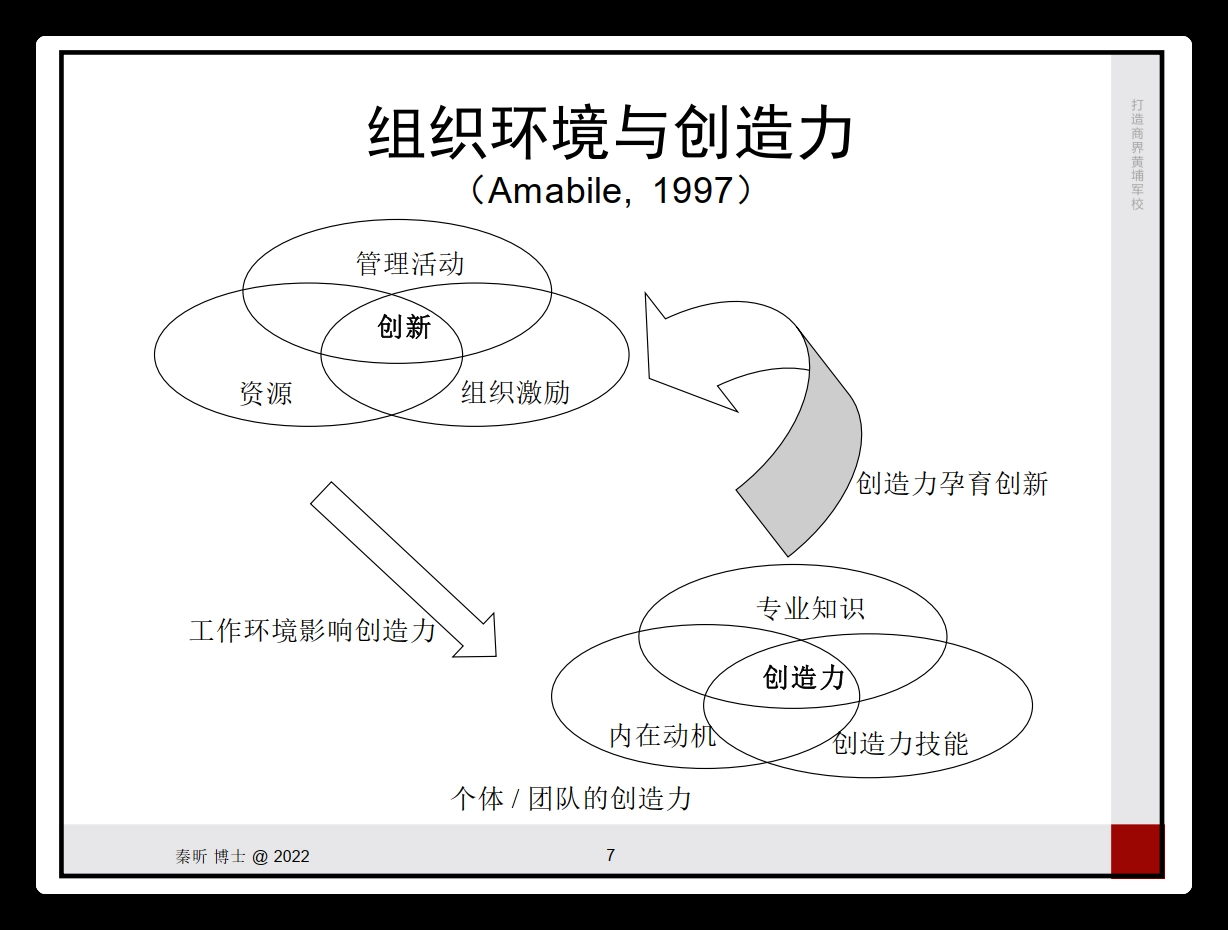 组织环境与创造力
（Amabile, 1997）
打造商界黄埔军校
管理活动
创新
资源
组织激励
创造力孕育创新
工作环境影响创造力
专业知识
创造力
内在动机
创造力技能
个体 / 团队的创造力
秦昕 博士 @ 2022
7